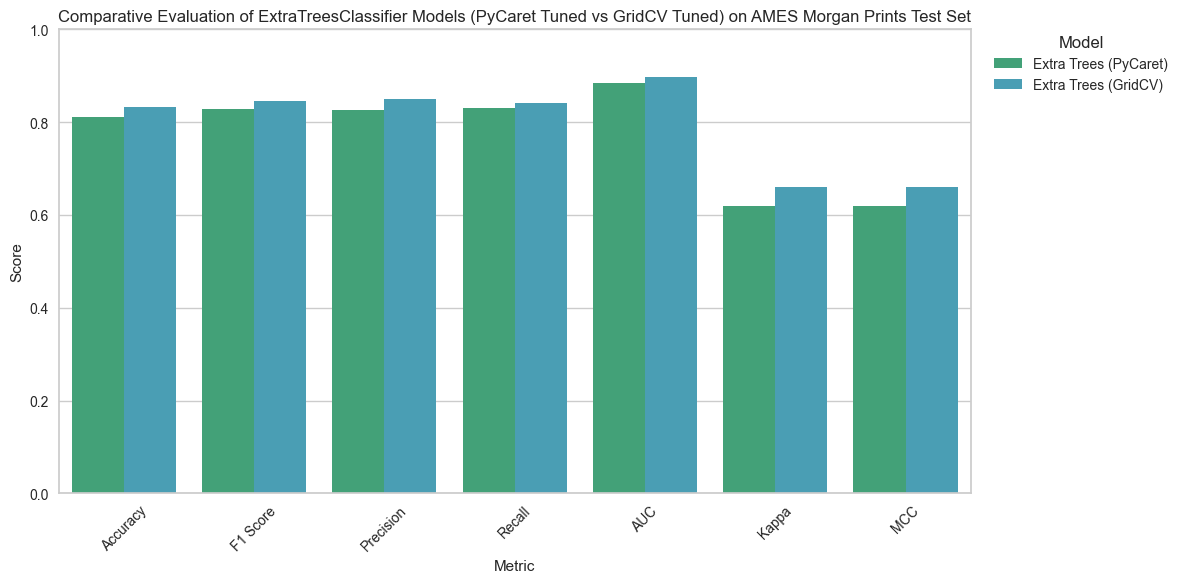 Comparative Evaluation of ExtraTreesClassifier Models (PyCaret Tuned vs GridCV Tuned) on AMES Morgan Prints Test Set
Model
Extra Trees (PyCaret)
Extra Trees (GridCV)
Score
1.0
0.8
0.6
0.4
0.2
0.0
Accuracy
F1 Score
Precision
Recall
AUC
Kappa
MCC
Metric